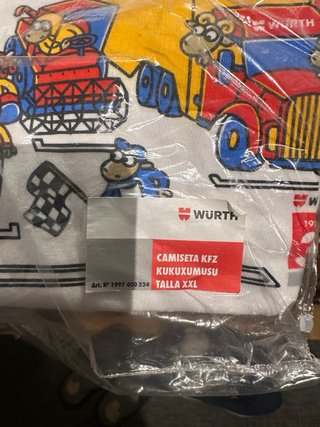 WÜRTH
WÜRTH
CAMISETA KFZ
KUKUXUMUSU
Art. Nº 1997 400 524 TALLA XXL